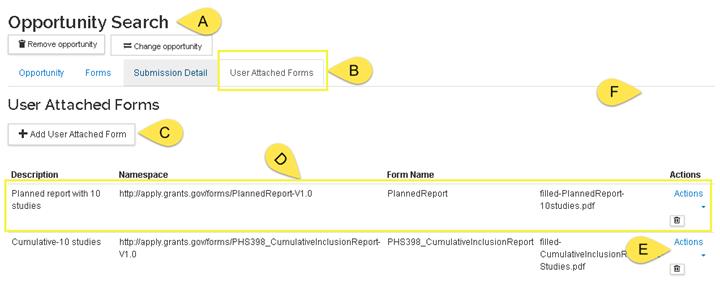 Opportunity Search
A
Remove opportunity
Change opportunity
Opportunity
Forms
Submission Detail
User Attached Forms
B
F
User Attached Forms
Add User Attached Form
C
D
Description Namespace Form Name Actions
Planned report with 10 http://apply.grants.gov/forms/PlannedReport-V1.0 PlannedReport filled-PlannedReport- Actions
studies 10studies.pdf
Cumulative-10 studies http://apply.grants.gov/forms/PHS398_CumulativeInclusionReport- PHS398_CumulativeInclusionReport filled- E Actions
V1.0 CumulativeInclusionR
Studies.pdf